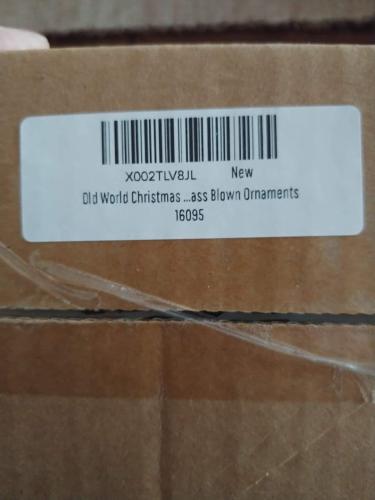 X002TLV8JL New
Old World Christmas ...ass Blown Ornaments
16095